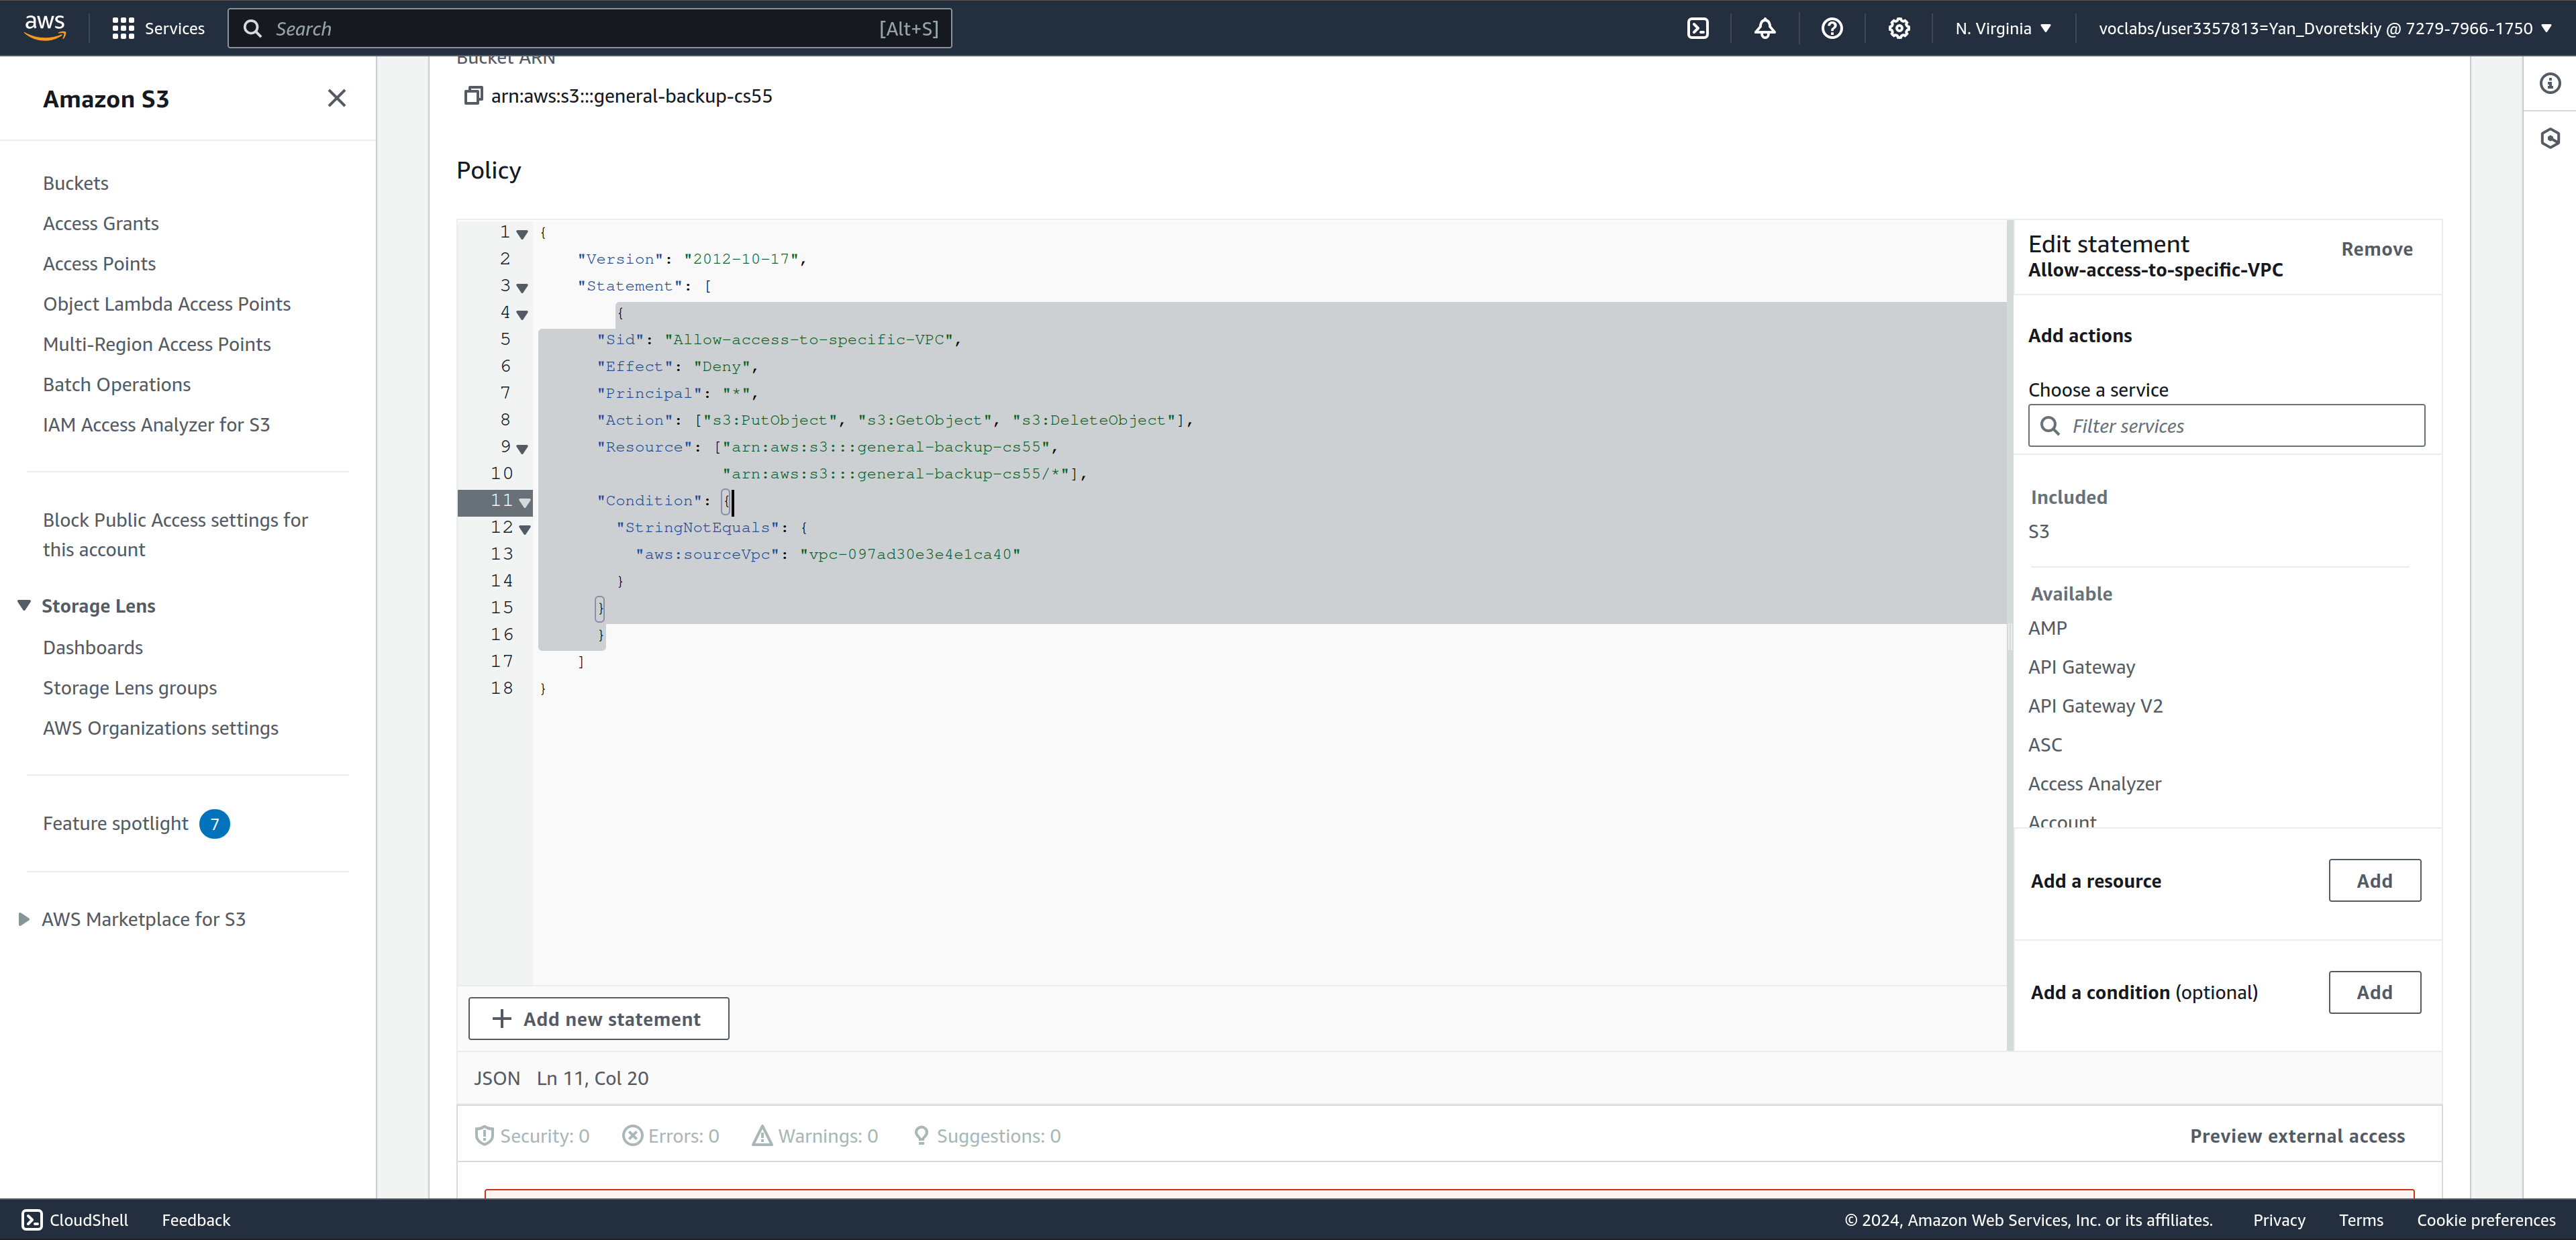 aws
Services
Search
[Alt+S]
N. Virginia
voclabs/user3357813=Yan_Dvoretskiy @ 7279-7966-1750
Amazon S3
Buckets
Access Grants
Access Points
Object Lambda Access Points
Multi-Region Access Points
Batch Operations
IAM Access Analyzer for S3
Block Public Access settings for
this account
Storage Lens
Dashboards
Storage Lens groups
AWS Organizations settings
Feature spotlight 7
AWS Marketplace for S3
Bucket ARN
arn:aws:s3:::general-backup-cs55
Policy
1 {
2 "Version": "2012-10-17",
3 "Statement": [
4 {
5 "Sid": "Allow-access-to-specific-VPC",
6 "Effect": "Deny",
7 "Principal": "*",
8 "Action": ["s3:PutObject", "s3:GetObject", "s3:DeleteObject"],
9 "Resource": ["arn:aws:s3:::general-backup-cs55",
10 "arn:aws:s3:::general-backup-cs55/*"],
11 "Condition": {
12 "StringNotEquals": {
13 "aws:sourceVpc": "vpc-097ad30e3e4e1ca40"
14 }
15 }
16 }
17 ]
18 }
Add new statement
JSON Ln 11, Col 20
Security: 0
Errors: 0
Warnings: 0
Suggestions: 0
Preview external access
Edit statement
Remove
Allow-access-to-specific-VPC
Add actions
Choose a service
Filter services
Included
S3
Available
AMP
API Gateway
API Gateway V2
ASC
Access Analyzer
Account
Add a resource
Add
Add a condition (optional)
Add
CloudShell
Feedback
© 2024, Amazon Web Services, Inc. or its affiliates.
Privacy
Terms
Cookie preferences